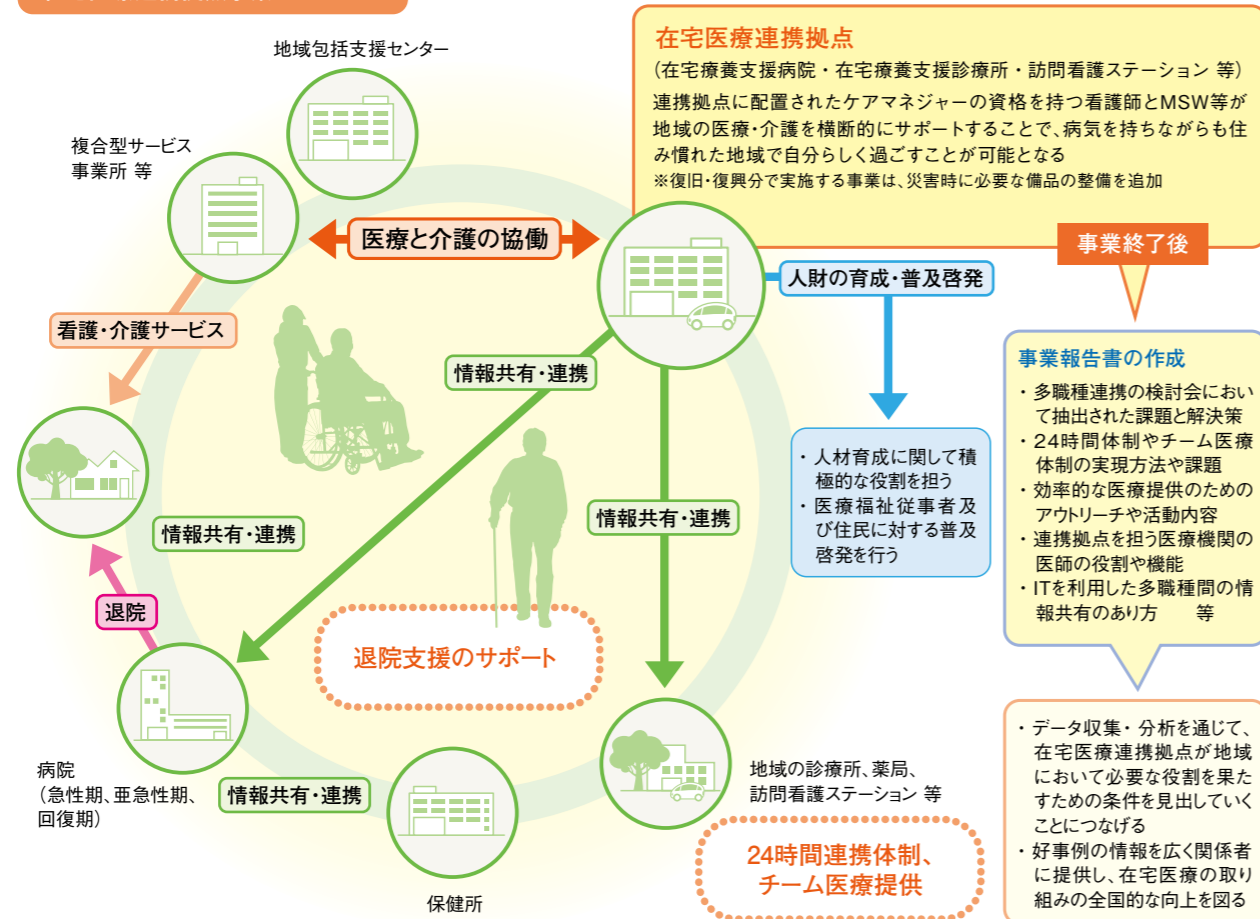 地域包括支援センター
複合型サービス
事業所 等
在宅医療連携拠点
(在宅療養支援病院・在宅療養支援診療所・訪問看護ステーション 等)
連携拠点に配置されたケアマネジャーの資格を持つ看護師とMSW等が
地域の医療・介護を横断的にサポートすることで、病気を持ちながらも住
み慣れた地域で自分らしく過ごすことが可能となる
※復旧・復興分で実施する事業は、災害時に必要な備品の整備を追加
医療と介護の協働
事業終了後
人財の育成・普及啓発
看護・介護サービス
情報共有・連携
事業報告書の作成
・多職種連携の検討会におい
て抽出された課題と解決策
・24時間体制やチーム医療
体制の実現方法や課題
・効率的な医療提供のための
アウトリーチや活動内容
・連携拠点を担う医療機関の
医師の役割や機能
・ITを利用した多職種間の情
報共有のあり方 等
・人材育成に関して積
極的な役割を担う
・医療福祉従事者及
び住民に対する普及
啓発を行う
情報共有・連携
情報共有・連携
退院
退院支援のサポート
病院
(急性期、亜急性期、
回復期)
情報共有・連携
保健所
地域の診療所、薬局、
訪問看護ステーション 等
24時間連携体制、
チーム医療提供
・データ収集・分析を通じて、
在宅医療連携拠点が地域
において必要な役割を果た
すための条件を見出していく
ことにつなげる
・好事例の情報を広く関係者
に提供し、在宅医療の取り
組みの全国的な向上を図る